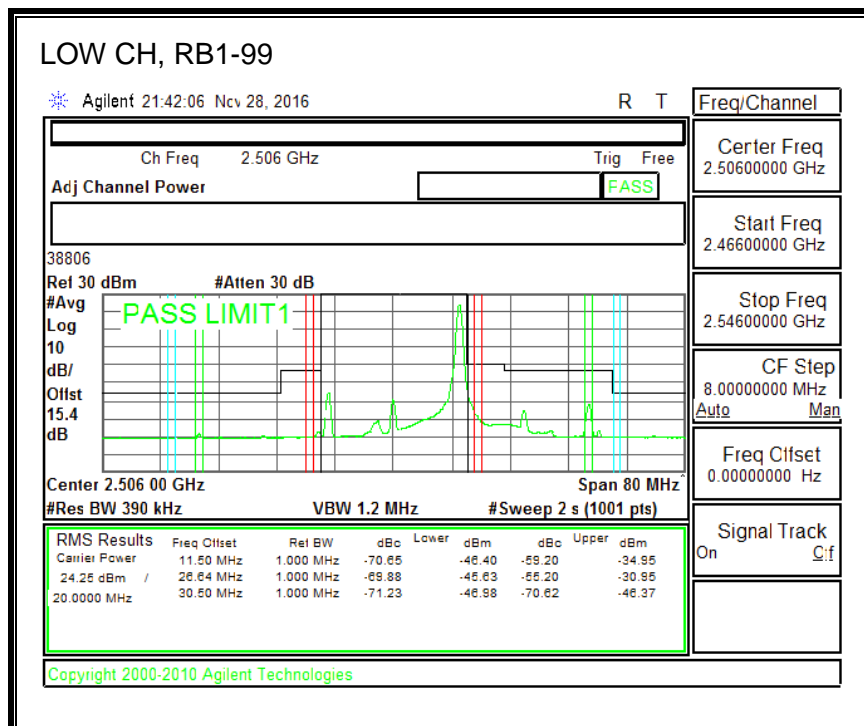 LOW CH, RB1-99
Agilent 21:42:06 Nov 28, 2016 R T
Freq/Channel
Ch Freq 2.506 GHz Trig Free
Adj Channel Power PASS
Center Freq
2.50600000 GHz
Start Freq
2.46600000 GHz
Stop Freq
2.54600000 GHz
CF Step
8.00000000 MHz
Auto Man
Freq Offset
0.00000000 Hz
Signal Track
On Off
38806
Ref 30 dBm #Atten 30 dB
#Avg
Log
10
dB/
Offst
15.4
dB
PASS LIMIT1
Center 2.506 00 GHz Span 80 MHz^
#Res BW 390 kHz VBW 1.2 MHz #Sweep 2 s (1001 pts)
RMS Results Freq Offset Ref BW dBc Lower dBm dBc Upper dBm
Carrier Power 11.50 MHz 1.000 MHz -70.65 -46.40 -59.20 -34.95
24.25 dBm / 26.64 MHz 1.000 MHz -69.88 -45.63 -55.20 -30.95
20.0000 MHz 30.50 MHz 1.000 MHz -71.23 -46.98 -70.62 -46.37
Copyright 2000-2010 Agilent Technologies